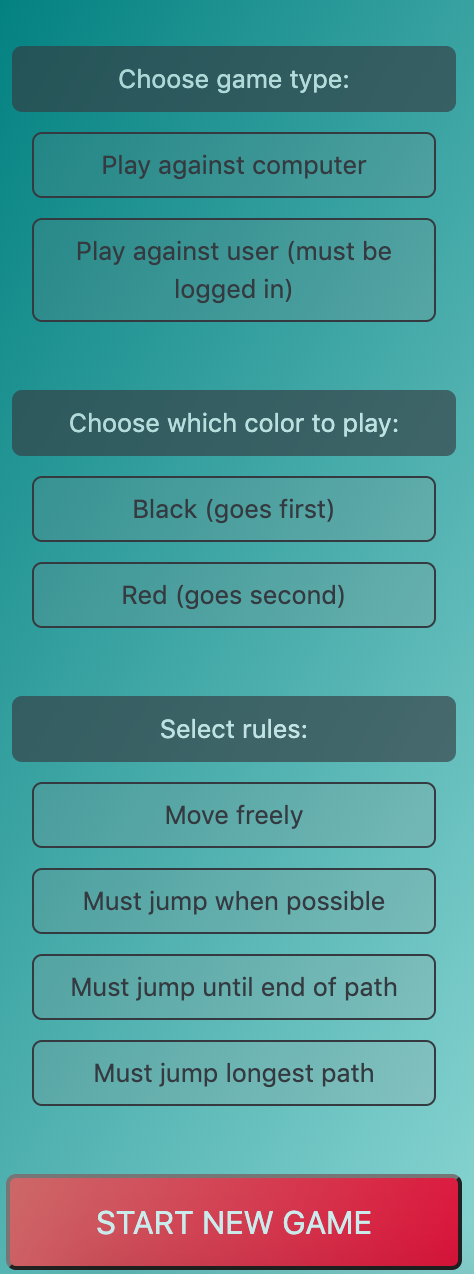 Choose game type:
Play against computer
Play against user (must be
logged in)
Choose which color to play:
Black (goes first)
Red (goes second)
Select rules:
Move freely
Must jump when possible
Must jump until end of path
Must jump longest path
START NEW GAME